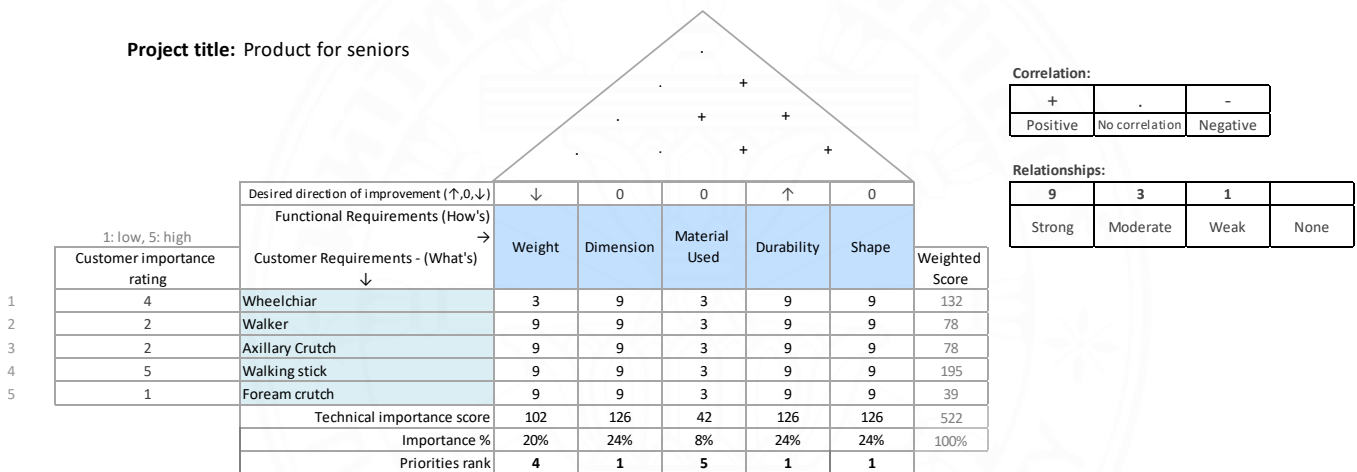 Project title: Product for seniors
.
. +
. + +
. . + +
Correlation:
+ . -
Positive No correlation Negative
Relationships:
9 3 1
Strong Moderate Weak None
Desired direction of improvement (↑,0,↓) ↓ 0 0 ↑ 0
1: low, 5: high
Customer importance rating
Functional Requirements (How's) →
Customer Requirements - (What's) ↓
Weight Dimension Material Used Durability Shape Weighted Score
1 4 Wheelchiar 3 9 3 9 9 132
2 2 Walker 9 9 3 9 9 78
3 2 Axillary Crutch 9 9 3 9 9 78
4 5 Walking stick 9 9 3 9 9 195
5 1 Foream crutch 9 9 3 9 9 39
Technical importance score 102 126 42 126 126 522
Importance % 20% 24% 8% 24% 24% 100%
Priorities rank 4 1 5 1 1